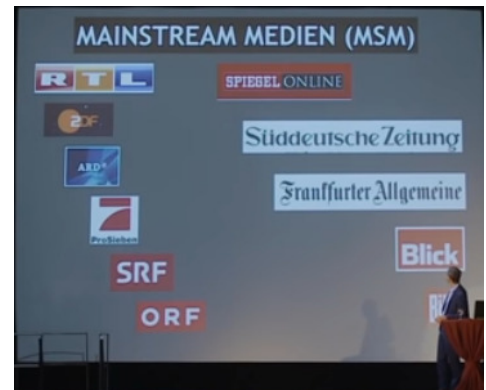 MAINSTREAM MEDIEN (MSM)
RTL
SPIEGEL ONLINE
ZDF
Süddeutsche Zeitung
ARD
Frankfurter Allgemeine
ProSieben
Blick
SRF
ORF